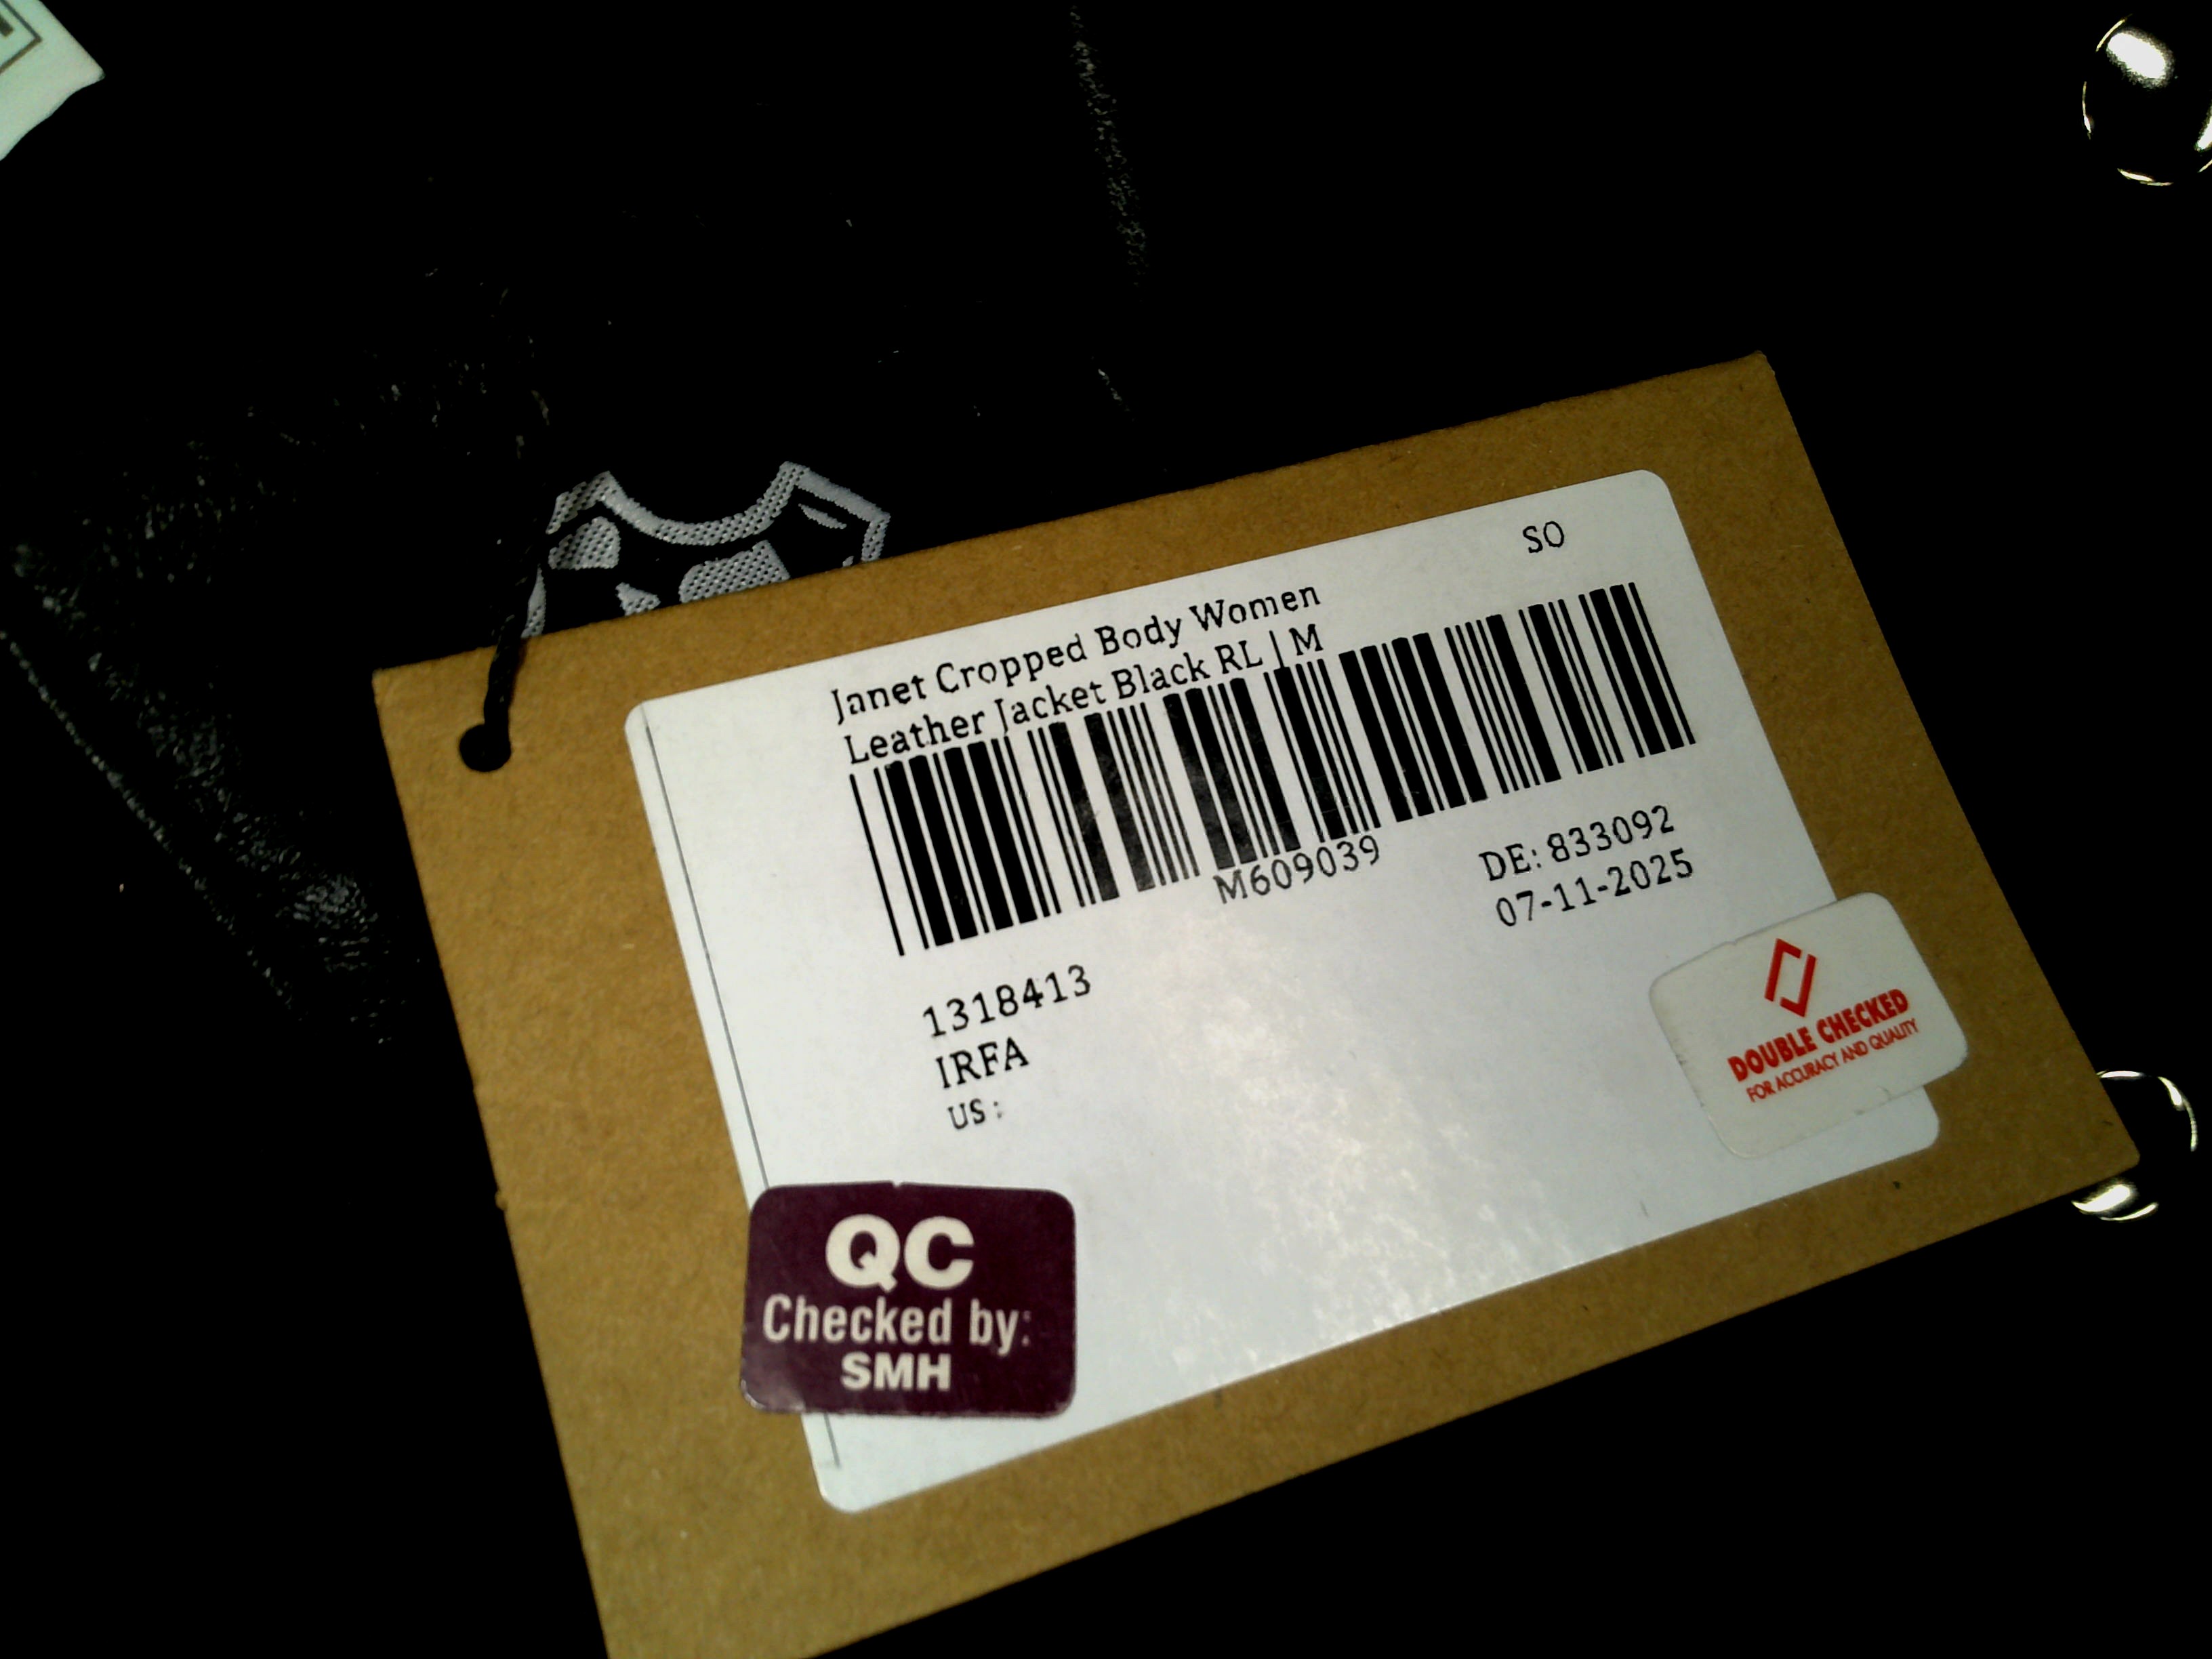 SO
Janet Cropped Body Women
Leather Jacket Black RL | M
M609039
DE: 833092
07-11-2025
1318413
IRFA
US :
DOUBLE CHECKED
FOR ACCURACY AND QUALITY
QC
Checked by:
SMH